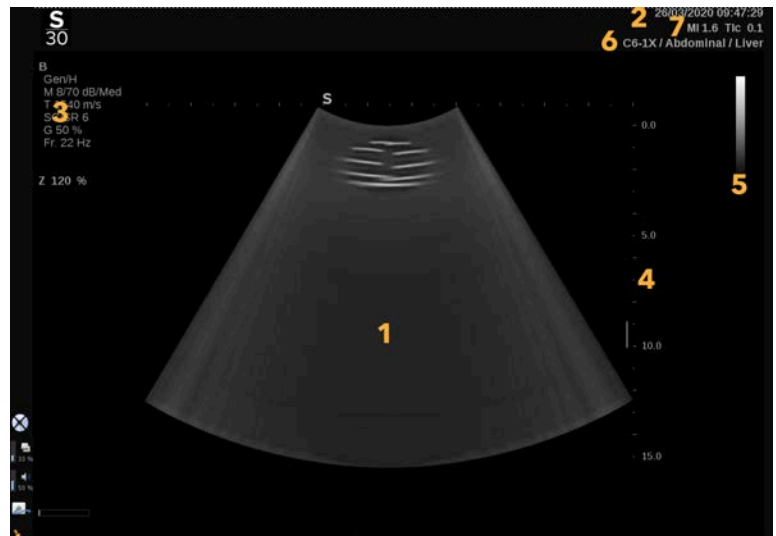 S
30
2 26/03/2020 09:47:29
7 MI 1.6 TIc 0.1
6 C6-1X / Abdominal / Liver
B
Gen/H
M 8/70 dB/Med
m/s
3
G 50 %
Fr. 22 Hz
Z 120 %
S
0.0
5
5.0
4
1
10.0
15.0
50 %